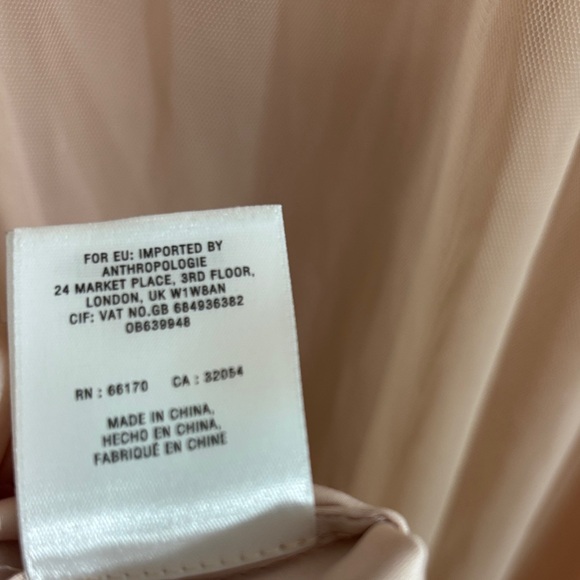 FOR EU: IMPORTED BY
ANTHROPOLOGIE
24 MARKET PLACE, 3RD FLOOR,
LONDON, UK W1W8AN
CIF: VAT NO.GB 684936382
OB639948
RN : 66170 CA : 32054
MADE IN CHINA,
HECHO EN CHINA,
FABRIQUÉ EN CHINE